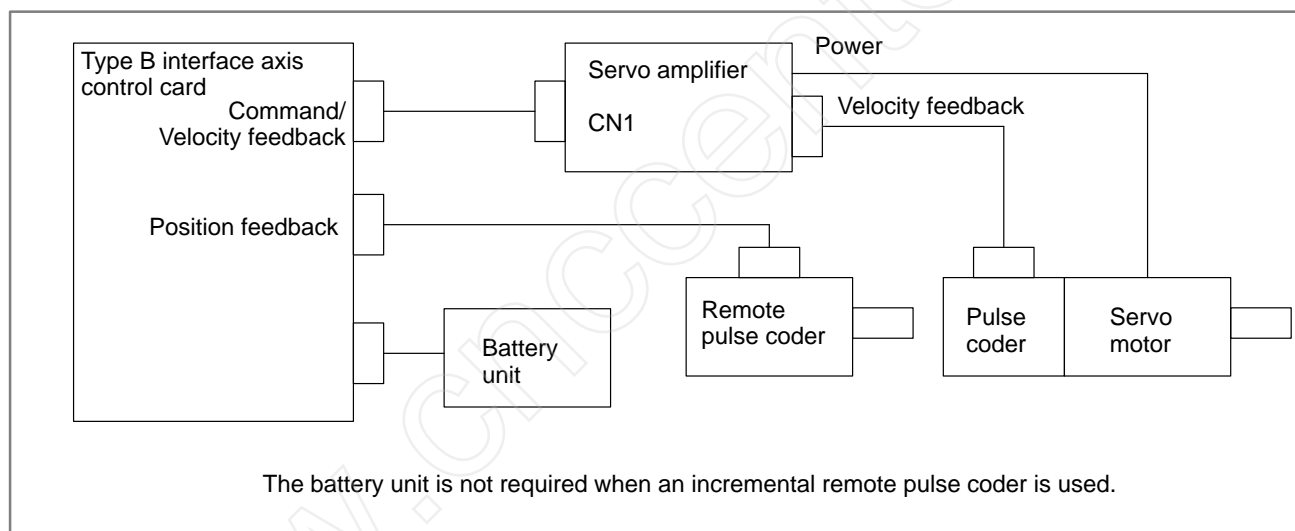 Type B interface axis
control card
Command/
Velocity feedback
Servo amplifier
CN1
Power
Velocity feedback
Position feedback
Remote
pulse coder
Pulse
coder
Servo
motor
Battery
unit
The battery unit is not required when an incremental remote pulse coder is used.